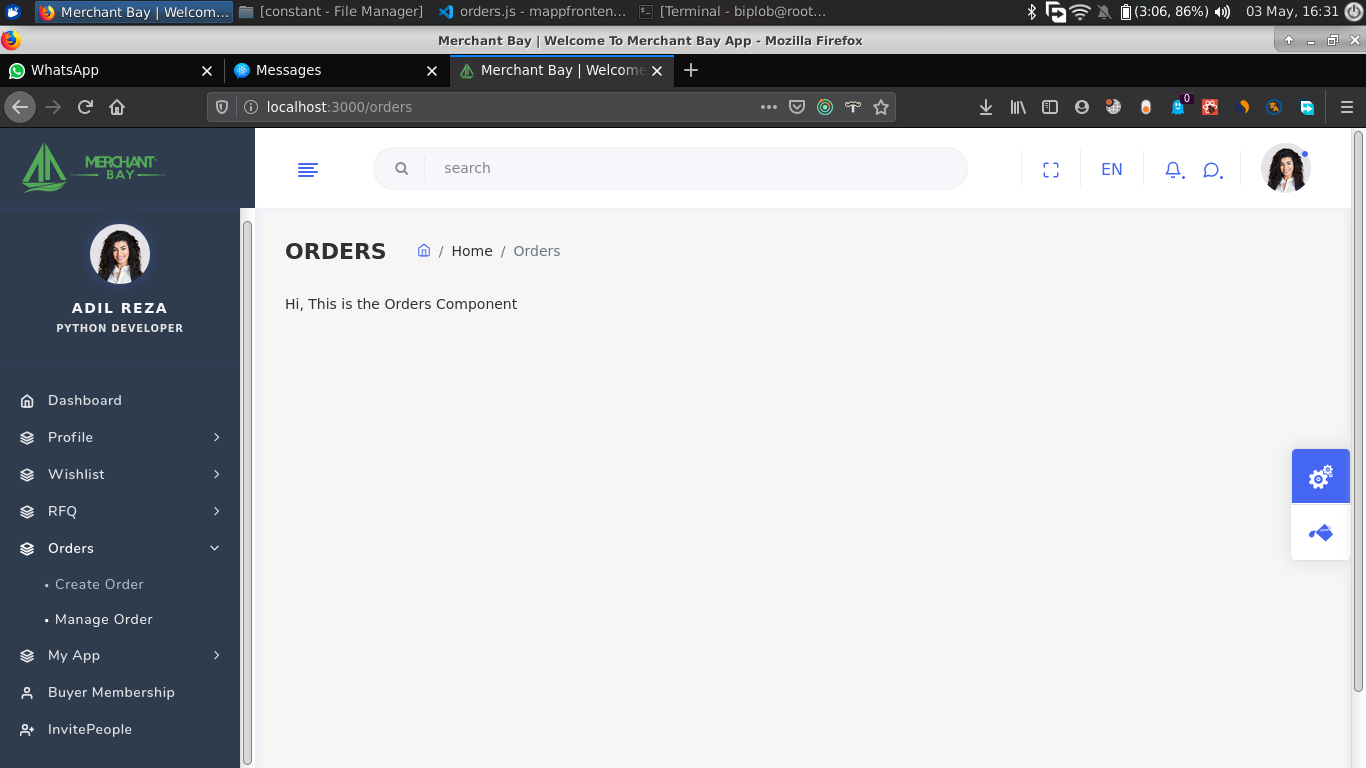 Merchant Bay | Welcom... [constant - File Manager] orders.js - mappfronten... [Terminal - biplob@root... (3:06, 86%) 03 May, 16:31
Merchant Bay | Welcome To Merchant Bay App - Mozilla Firefox
WhatsApp Messages Merchant Bay | Welcome
localhost:3000/orders 0
MERCHANT
BAY
search EN
ADIL REZA
PYTHON DEVELOPER
Dashboard
Profile
Wishlist
RFQ
Orders
• Create Order
• Manage Order
My App
Buyer Membership
InvitePeople
ORDERS / Home / Orders
Hi, This is the Orders Component